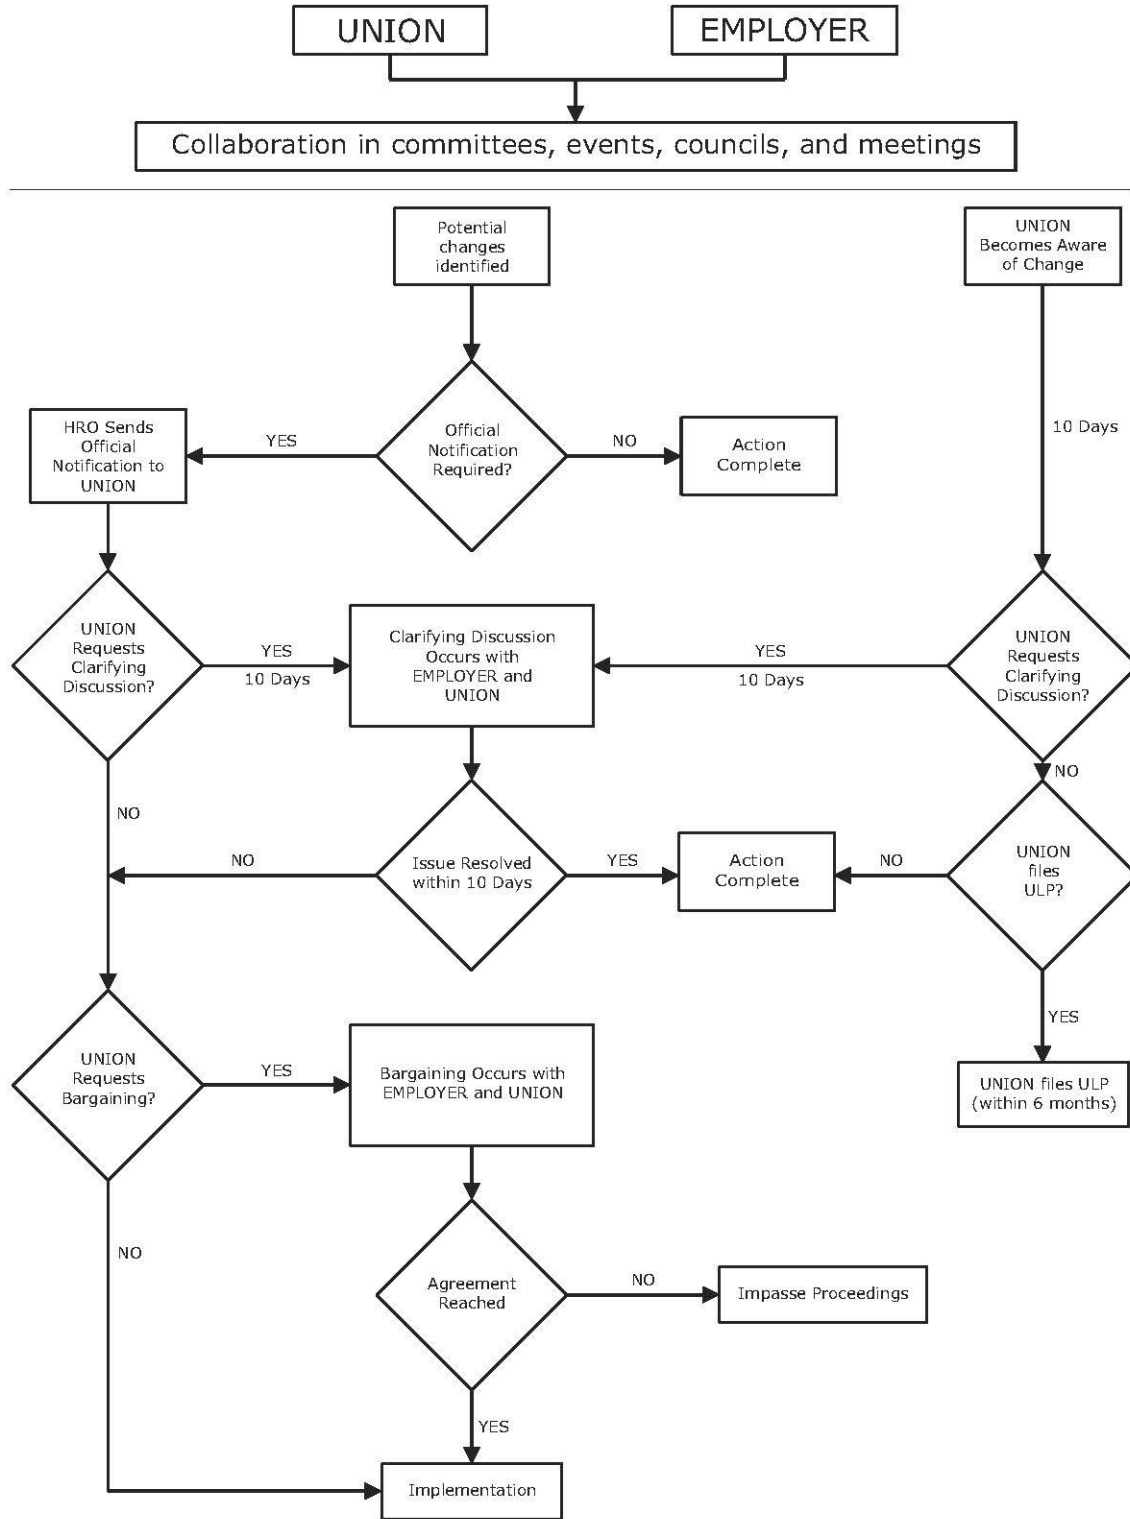 UNION
EMPLOYER
Collaboration in committees, events, councils, and meetings
Potential
changes
identified
UNION
Becomes Aware
of Change
HRO Sends
Official
Notification to
UNION
YES
Official
Notification
Required?
NO
Action
Complete
10 Days
UNION
Requests
Clarifying
Discussion?
YES
10 Days
Clarifying Discussion
Occurs with
EMPLOYER and
UNION
YES
10 Days
UNION
Requests
Clarifying
Discussion?
NO
NO
NO
Issue Resolved
within 10 Days
YES
Action
Complete
NO
UNION
files
ULP?
YES
UNION
Requests
Bargaining?
YES
Bargaining Occurs with
EMPLOYER and UNION
UNION files ULP
(within 6 months)
NO
Agreement
Reached
NO
Impasse Proceedings
YES
Implementation